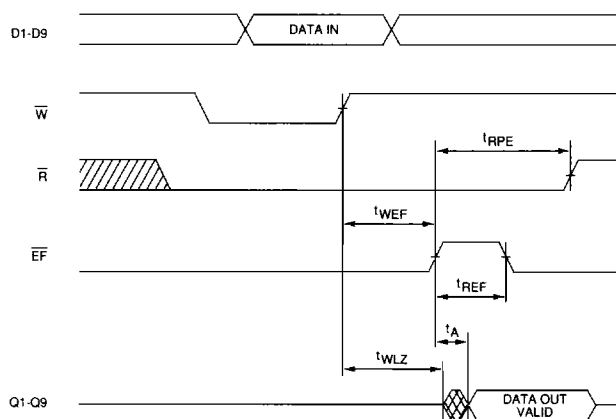 D1-D9
DATA IN
W
tRPE
R
tWEF
EF
tREF
tA
tWLZ
Q1-Q9
DATA OUT
VALID